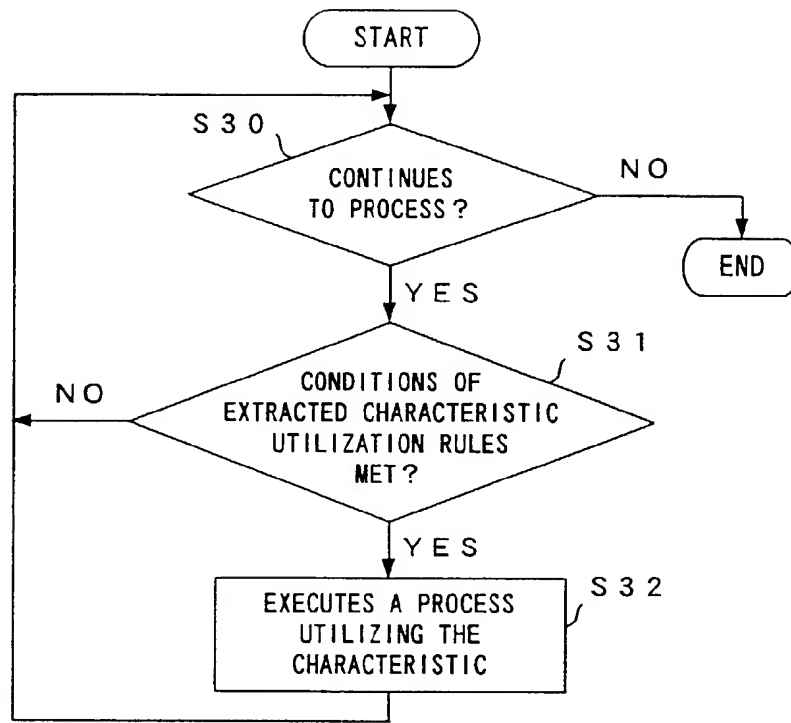 START
S30
CONTINUES
TO PROCESS?
NO
END
YES
S31
CONDITIONS OF
EXTRACTED CHARACTERISTIC
UTILIZATION RULES
MET?
NO
YES
S32
EXECUTES A PROCESS
UTILIZING THE
CHARACTERISTIC